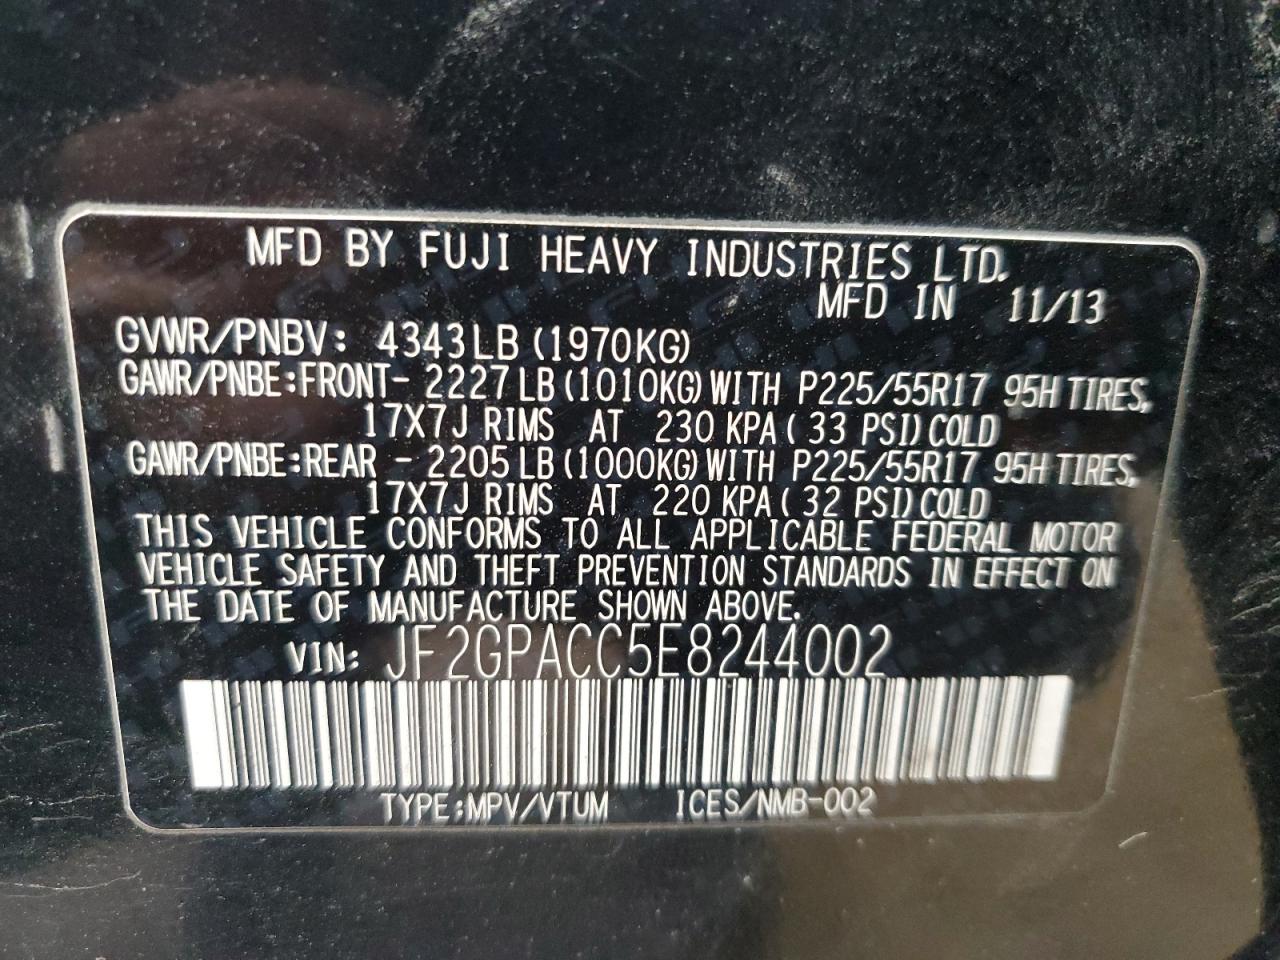 MFD BY FUJI HEAVY INDUSTRIES LTD.
MFD IN 11/13
GVWR/PNBV: 4343LB (1970KG)
GAWR/PNBE:FRONT- 2227LB (1010KG) WITH P225/55R17 95H TIRES,
17X7J RIMS AT 230 KPA ( 33 PSI) COLD
GAWR/PNBE:REAR - 2205LB (1000KG) WITH P225/55R17 95H TIRES,
17X7J RIMS AT 220 KPA ( 32 PSI) COLD
THIS VEHICLE CONFORMS TO ALL APPLICABLE FEDERAL MOTOR
VEHICLE SAFETY AND THEFT PREVENTION STANDARDS IN EFFECT ON
THE DATE OF MANUFACTURE SHOWN ABOVE.
VIN: JF2GPACC5E8244002
TYPE:MPV/VTUM ICES/NMB-002